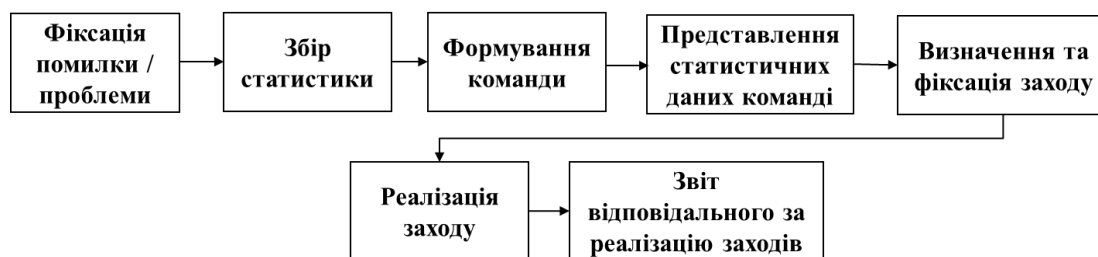 Фіксація
помилки /
проблеми
Збір
статистики
Формування
команди
Представлення
статистичних
даних команді
Визначення та
фіксація заходу
Реалізація
заходу
Звіт
відповідального за
реалізацію заходів